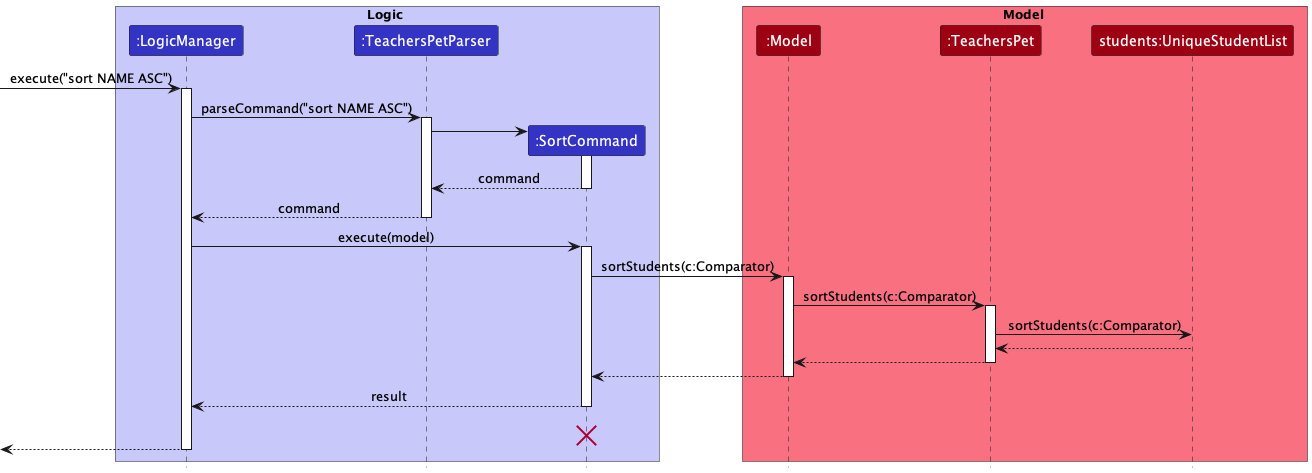 Logic
Model
:LogicManager
:TeachersPetParser
:Model
:TeachersPet
students:UniqueStudentList
execute("sort NAME ASC")
parseCommand("sort NAME ASC")
:SortCommand
command
command
execute(model)
sortStudents(c:Comparator)
sortStudents(c:Comparator)
sortStudents(c:Comparator)
result